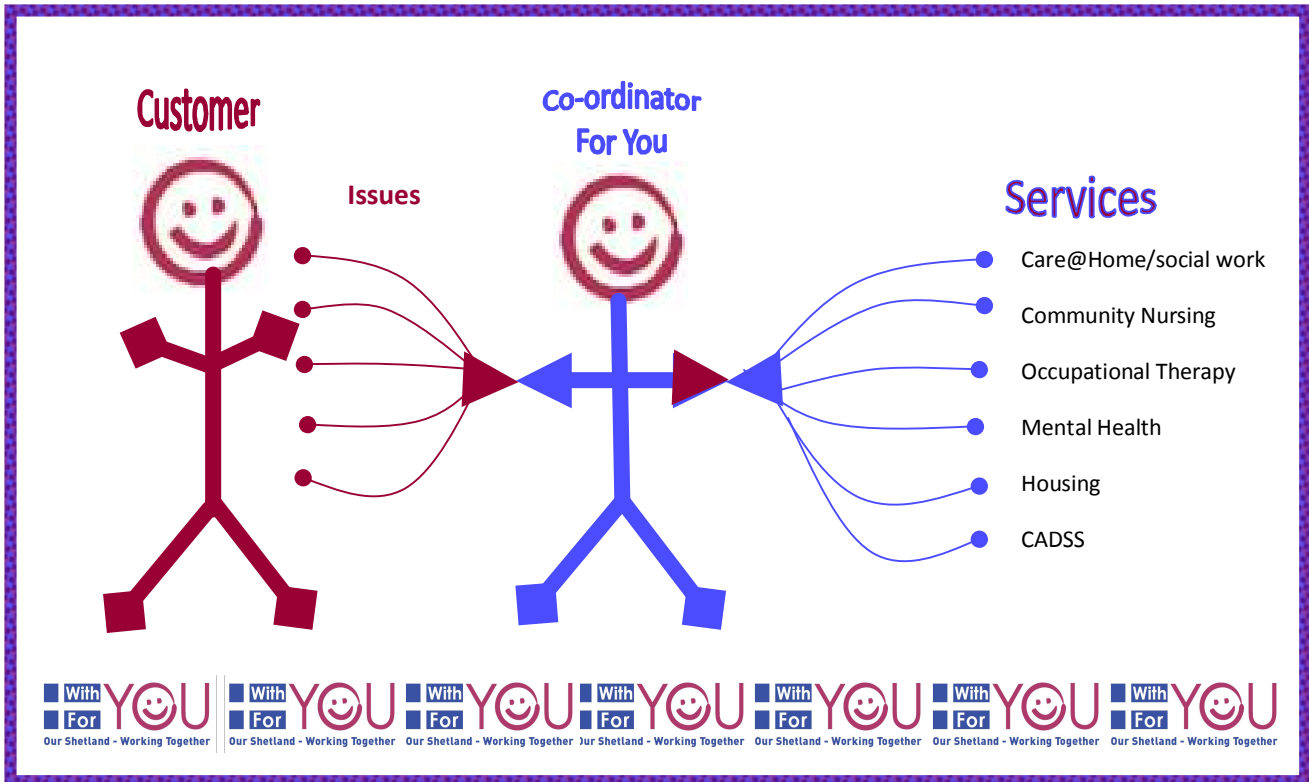 Customer
Co-ordinator
For You
Issues
Services
Care@Home/social work
Community Nursing
Occupational Therapy
Mental Health
Housing
CADSS
With YOU
For
Our Shetland - Working Together
With YOU
For
Our Shetland - Working Together
With YOU
For
Our Shetland - Working Together
With YOU
For
Our Shetland - Working Together
With YOU
For
Our Shetland - Working Together
With YOU
For
Our Shetland - Working Together
With YOU
For
Our Shetland - Working Together